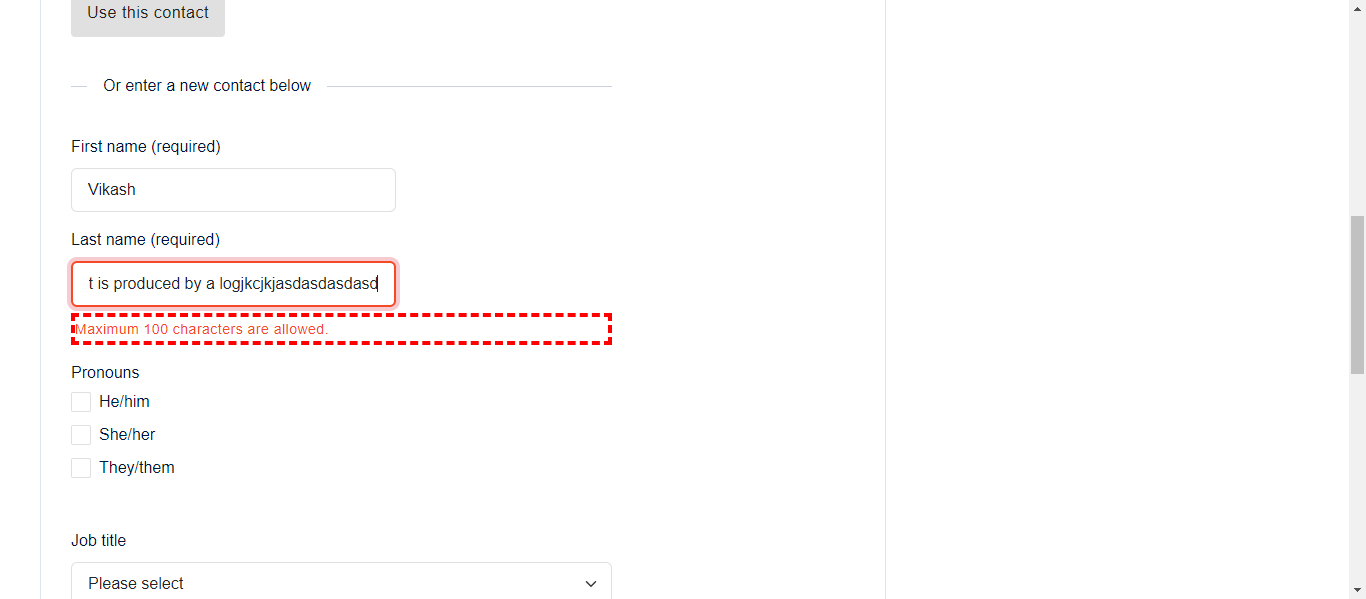 Use this contact
Or enter a new contact below
First name (required)
Vikash
Last name (required)
t is produced by a logjkcjkjasdasdasdasd
Maximum 100 characters are allowed.
Pronouns
He/him
She/her
They/them
Job title
Please select